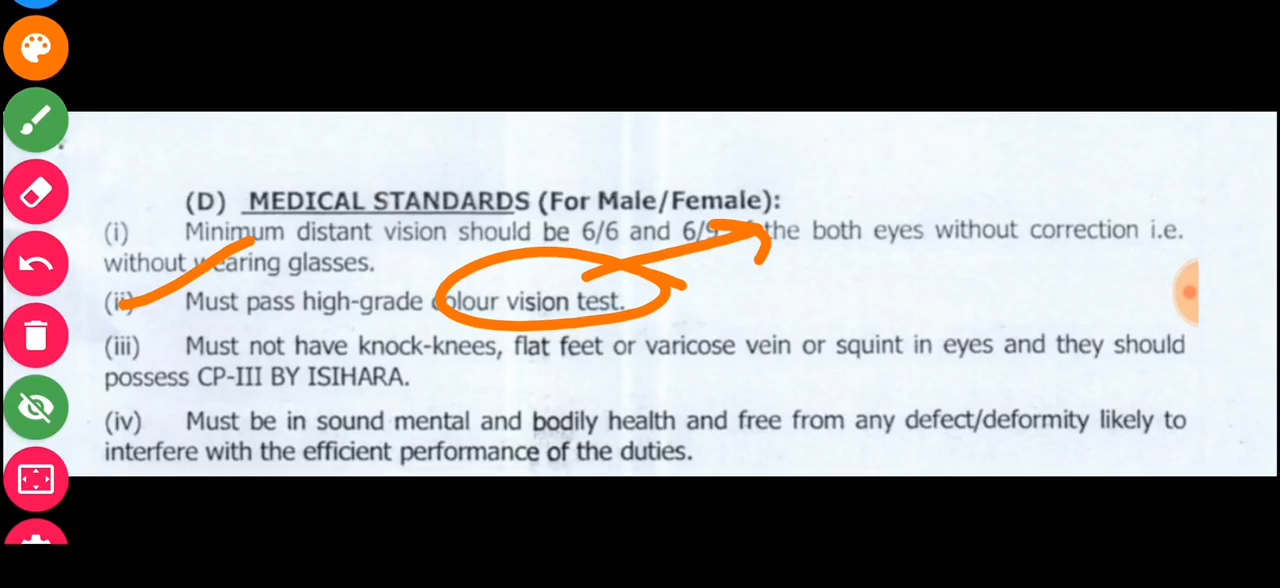 (D) MEDICAL STANDARDS (For Male/Female):
(i) Minimum distant vision should be 6/6 and 6/9 the both eyes without correction i.e.
without wearing glasses.
(ii) Must pass high-grade colour vision test.
(iii) Must not have knock-knees, flat feet or varicose vein or squint in eyes and they should
possess CP-III BY ISIHARA.
(iv) Must be in sound mental and bodily health and free from any defect/deformity likely to
interfere with the efficient performance of the duties.